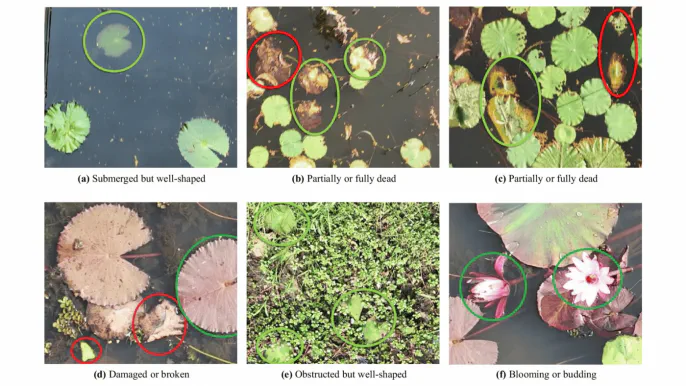 (a) Submerged but well-shaped
(b) Partially or fully dead
(c) Partially or fully dead
(d) Damaged or broken
(e) Obstructed but well-shaped
(f) Blooming or budding